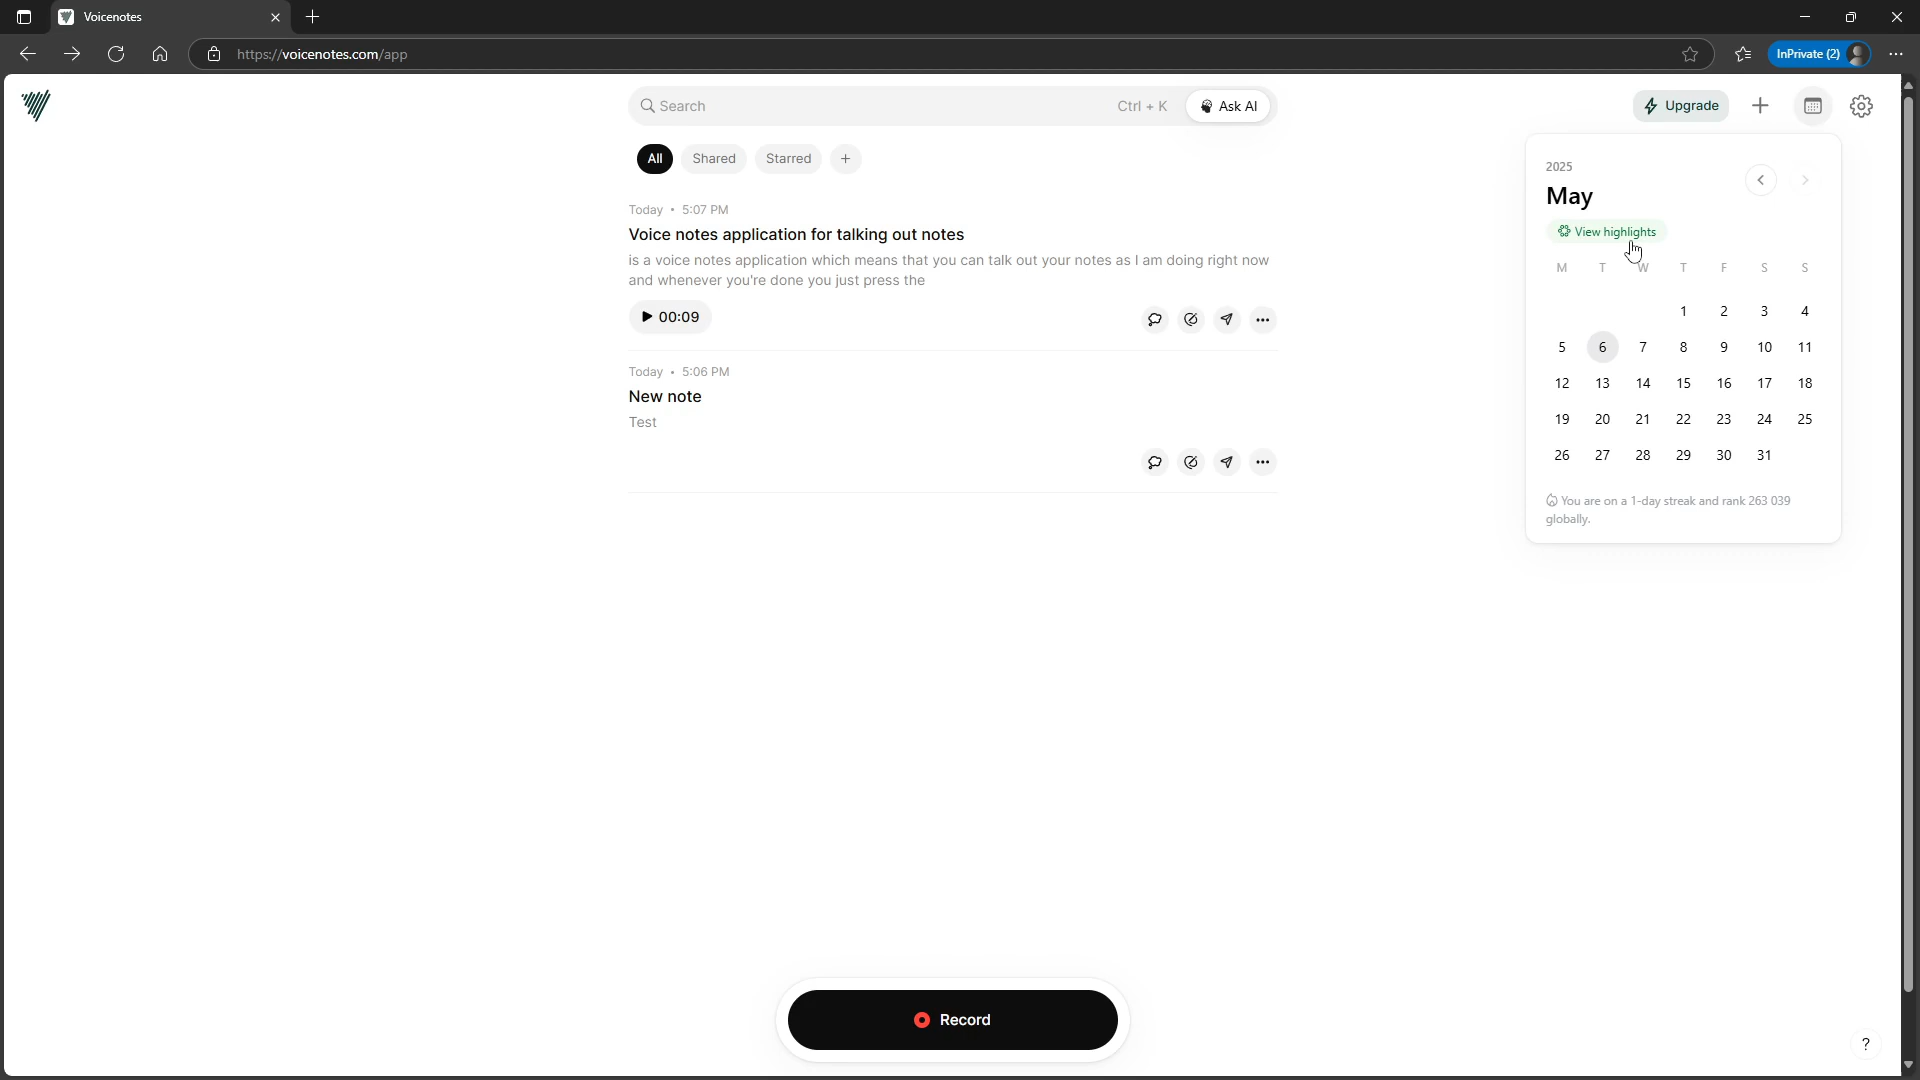 Voicenotes
https://voicenotes.com/app
InPrivate (2)
Search
Ctrl + K
Ask AI
Upgrade
All
Shared
Starred
Today • 5:07 PM
Voice notes application for talking out notes
is a voice notes application which means that you can talk out your notes as I am doing right now
and whenever you're done you just press the
00:09
Today • 5:06 PM
New note
Test
2025
May
View highlights
M T W T F S S
1 2 3 4
5 6 7 8 9 10 11
12 13 14 15 16 17 18
19 20 21 22 23 24 25
26 27 28 29 30 31
You are on a 1-day streak and rank 263 039
globally.
Record
?